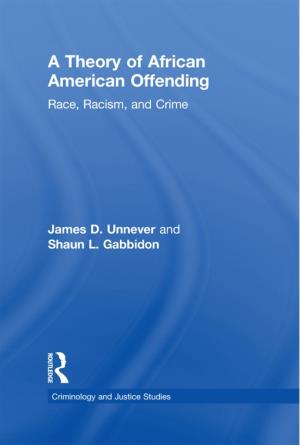 A Theory of African
American Offending
Race, Racism, and Crime
James D. Unnever and
Shaun L. Gabbidon
ROUTLEDGE
Criminology and Justice Studies